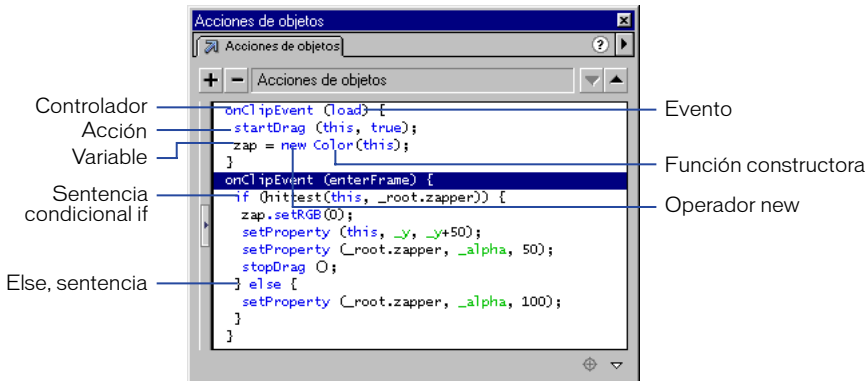 Acciones de objetos
Acciones de objetos
Acciones de objetos
Controlador
Acción
Variable
Sentencia
condicional if
Else, sentencia
onClipEvent (load) {
startDrag (this, true);
zap = new Color(this);
}
onClipEvent (enterFrame) {
if (hittest(this, _root.zapper)) {
zap.setRGB(0);
setProperty (this, _y, _y+50);
setProperty (_root.zapper, _alpha, 50);
stopDrag ();
} else {
setProperty (_root.zapper, _alpha, 100);
}
}
Evento
Función constructora
Operador new